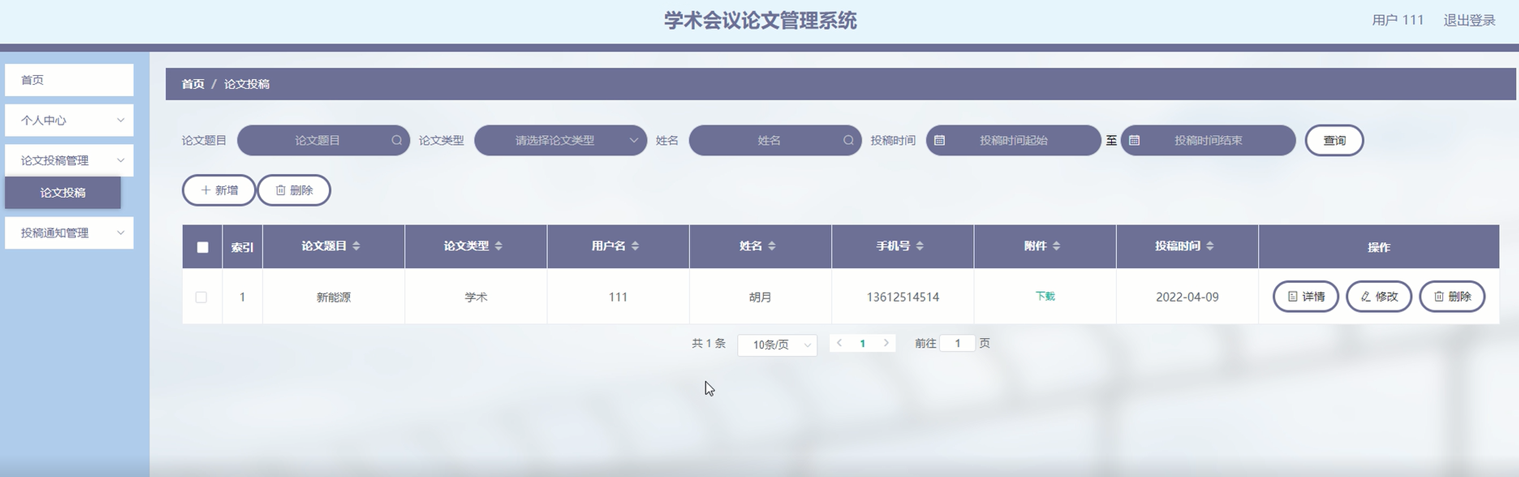 学术会议论文管理系统
用户 111 退出登录
首页
个人中心
论文投稿管理
论文投稿
投稿通知管理
首页 / 论文投稿
论文题目 论文题目 论文类型 请选择论文类型 姓名 姓名 投稿时间 投稿时间起始 至 投稿时间结束 查询
新增 删除
索引 论文题目 论文类型 用户名 姓名 手机号 附件 投稿时间 操作
1 新能源 学术 111 胡月 13612514514 下载 2022-04-09 详情 修改 删除
共 1 条 10条/页 1 前往 1 页